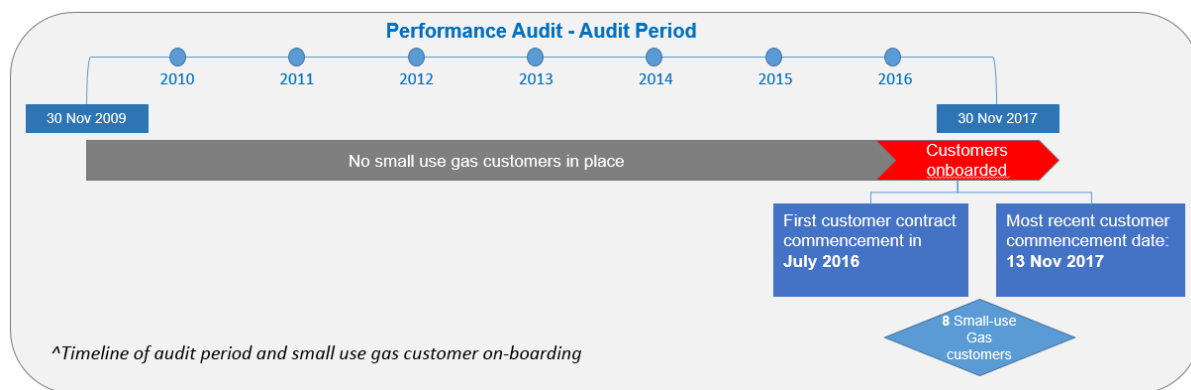 Performance Audit - Audit Period
2010
2011
2012
2013
2014
2015
2016
30 Nov 2009
30 Nov 2017
No small use gas customers in place
Customers
onboarded
First customer contract
commencement in
July 2016
Most recent customer
commencement date:
13 Nov 2017
8 Small-use
Gas
customers
^Timeline of audit period and small use gas customer on-boarding